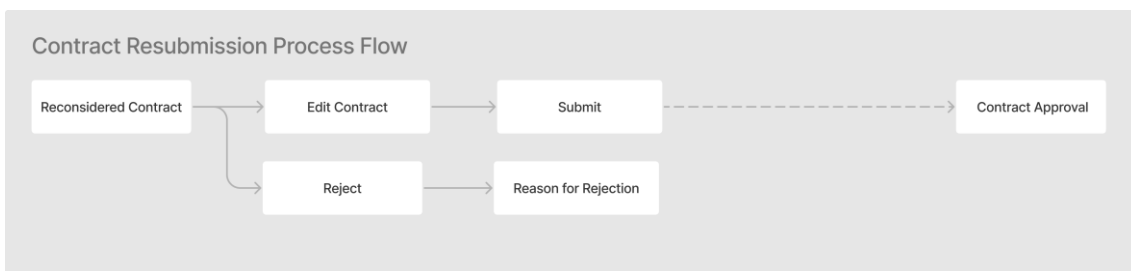 Contract Resubmission Process Flow
Reconsidered Contract
Edit Contract
Submit
Contract Approval
Reject
Reason for Rejection